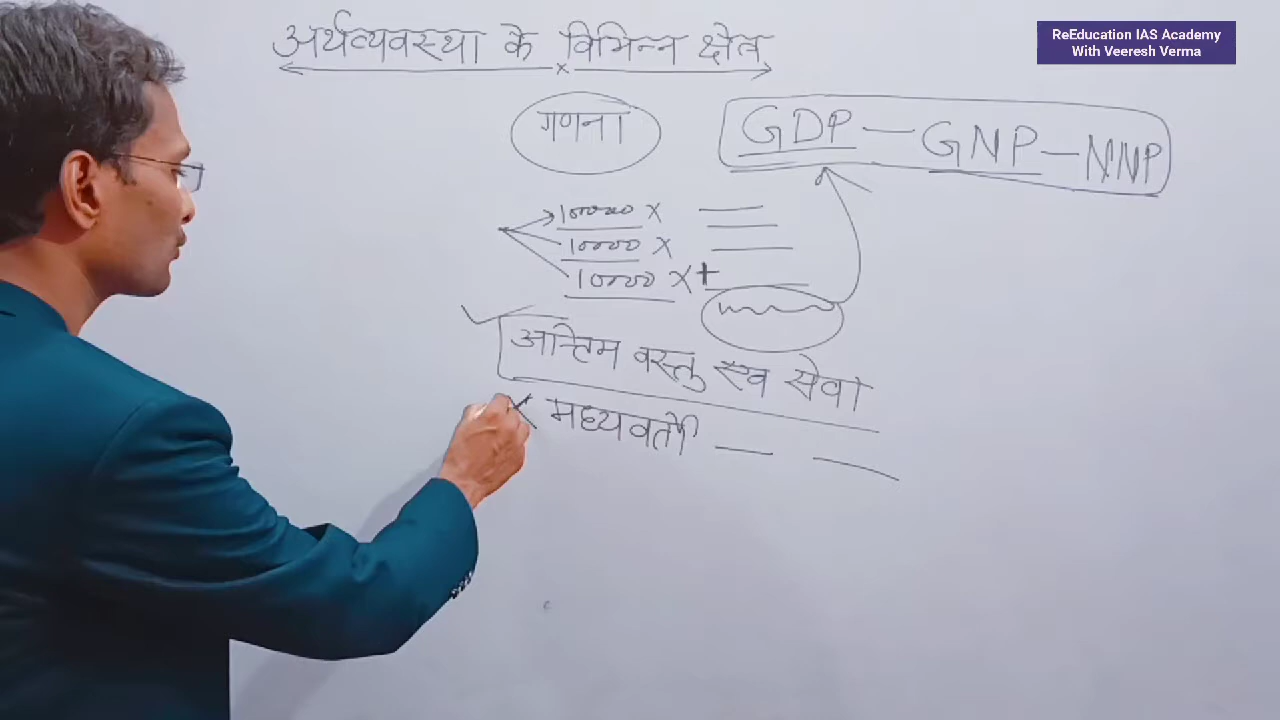 अर्थव्यवस्था के विभिन्न क्षेत्र
ReEducation IAS Academy
With Veeresh Verma
गणना
GDP — GNP — NNP
10000 X
10000 X +
अन्तिम वस्तु एवं सेवा
X मध्यवर्ती